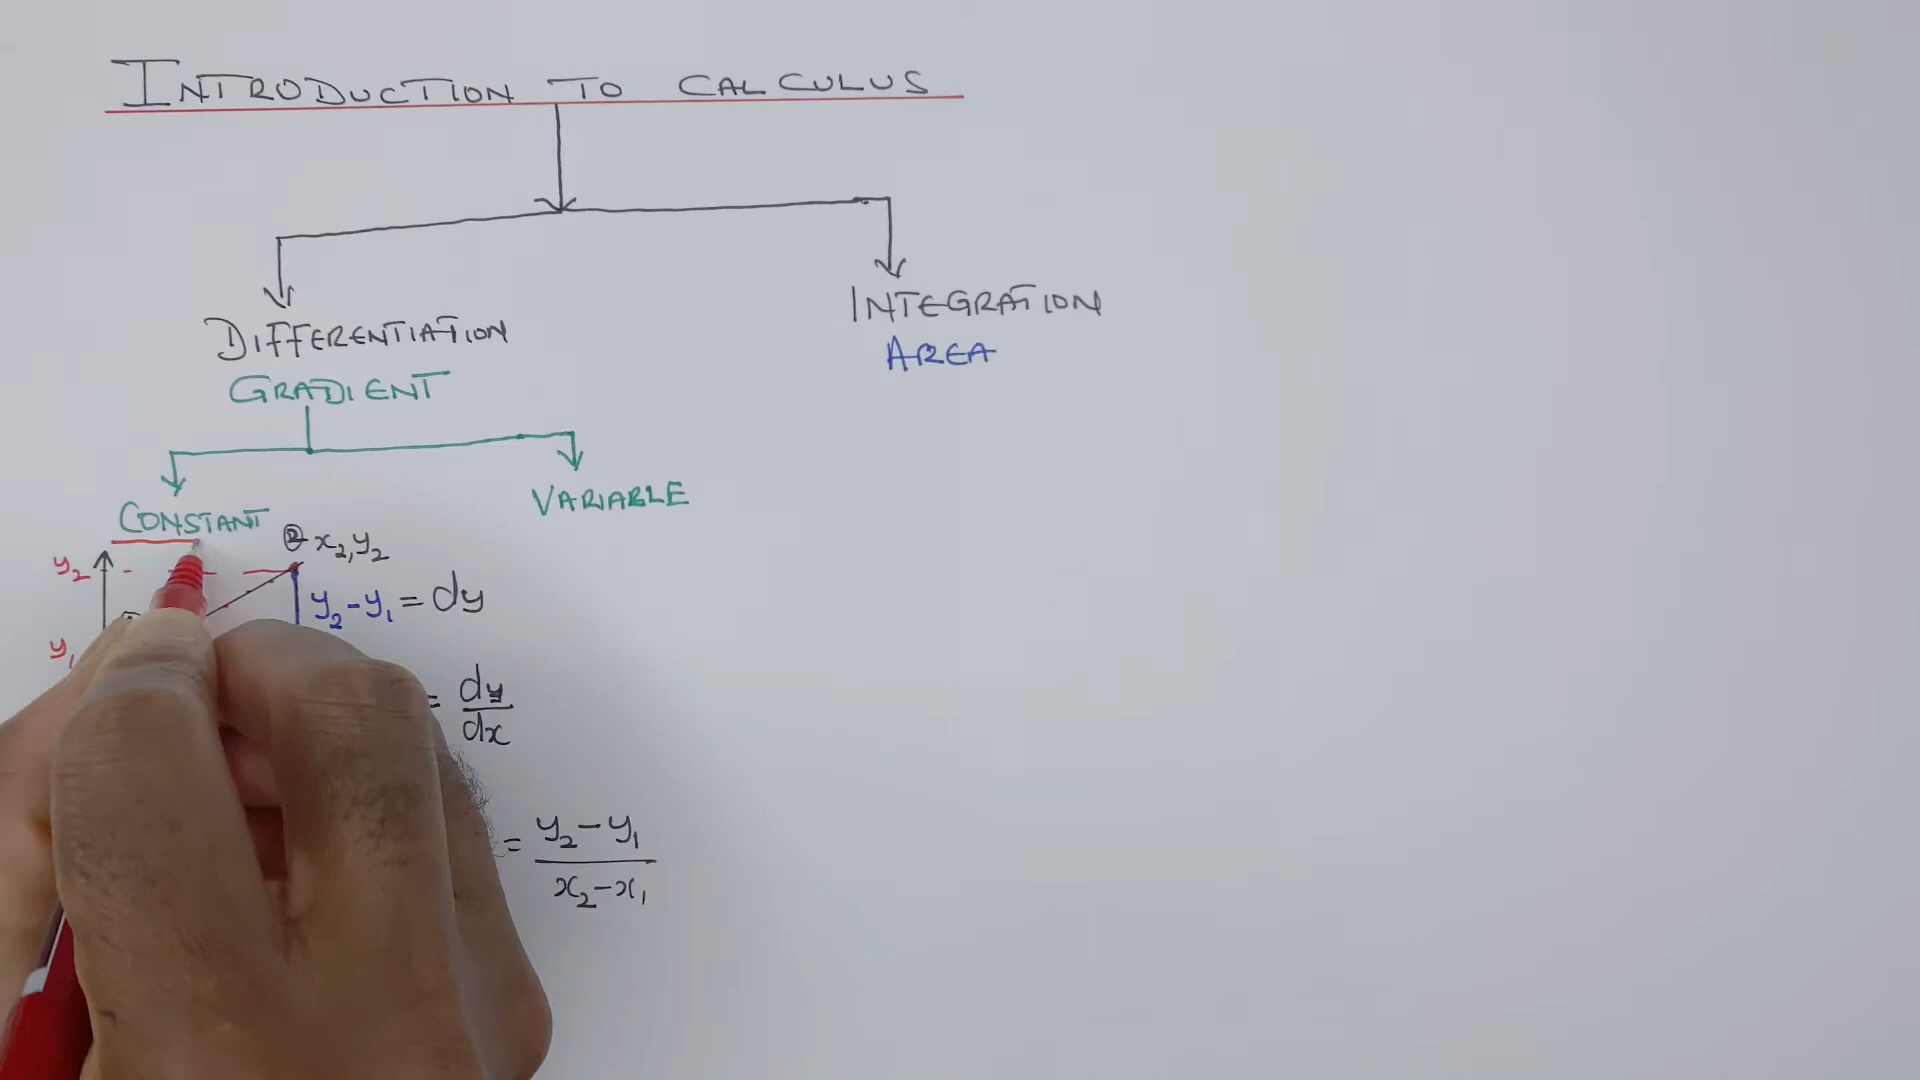 INTRODUCTION TO CALCULUS
DIFFERENTIATION
GRADIENT
INTEGRATION
AREA
CONSTANT
VARIABLE
② x₂,y₂
y₂
y₂-y₁ = dy
y₁
= dy/dx
= y₂-y₁/x₂-x₁